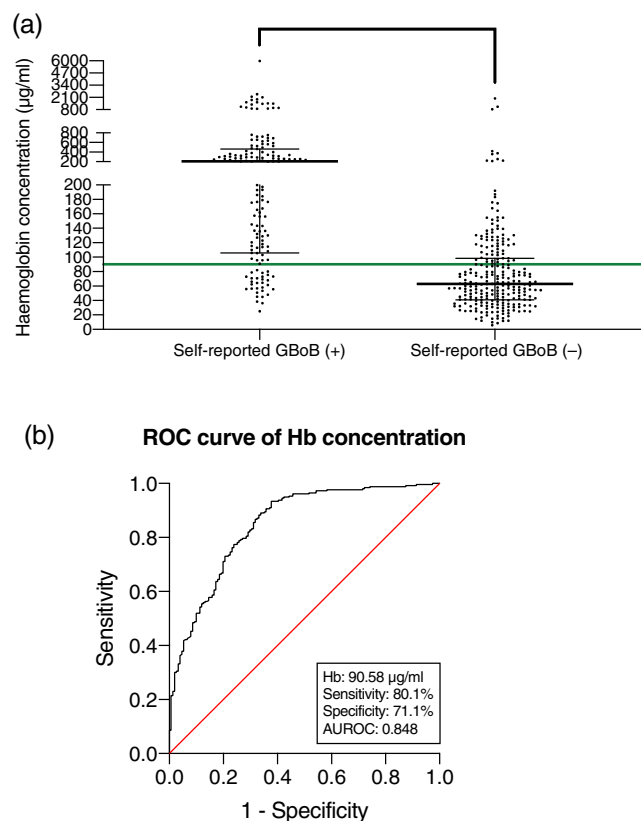 (a)
Haemoglobin concentration (µg/ml)
6000
4700
3400
2100
800
800
600
400
200
200
180
160
140
120
100
80
60
40
20
0
Self-reported GBoB (+)
Self-reported GBoB (–)
(b)
ROC curve of Hb concentration
Sensitivity
1.0
0.8
0.6
0.4
0.2
0.0
Hb: 90.58 µg/ml
Sensitivity: 80.1%
Specificity: 71.1%
AUROC: 0.848
0.0 0.2 0.4 0.6 0.8 1.0
1 - Specificity